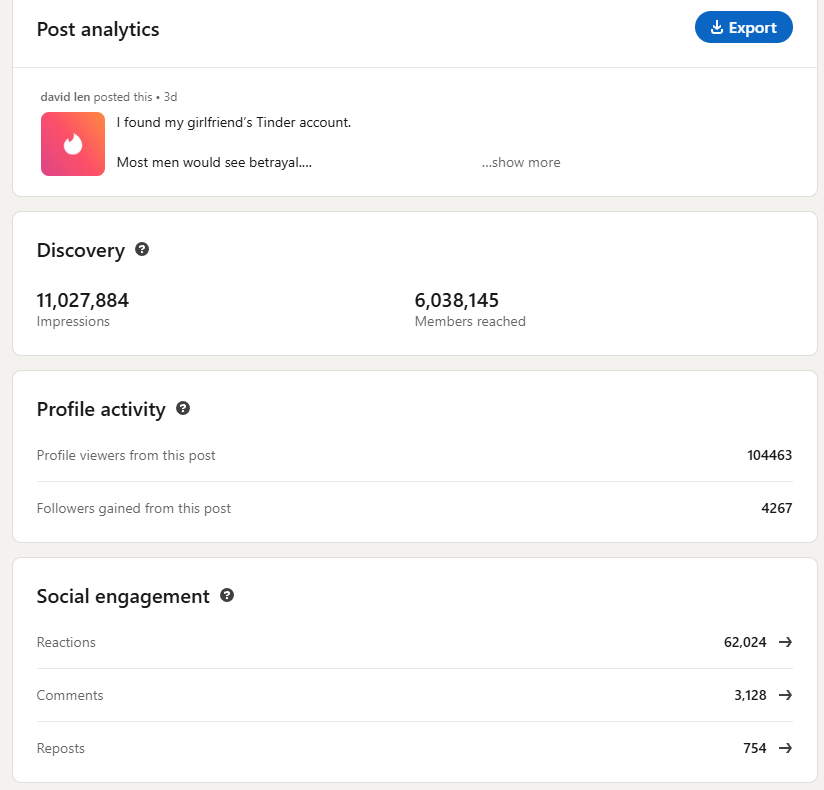 Post analytics
Export
david len posted this • 3d
I found my girlfriend’s Tinder account.
Most men would see betrayal....
...show more
Discovery
11,027,884
6,038,145
Impressions
Members reached
Profile activity
Profile viewers from this post
104463
Followers gained from this post
4267
Social engagement
Reactions
62,024
Comments
3,128
Reposts
754